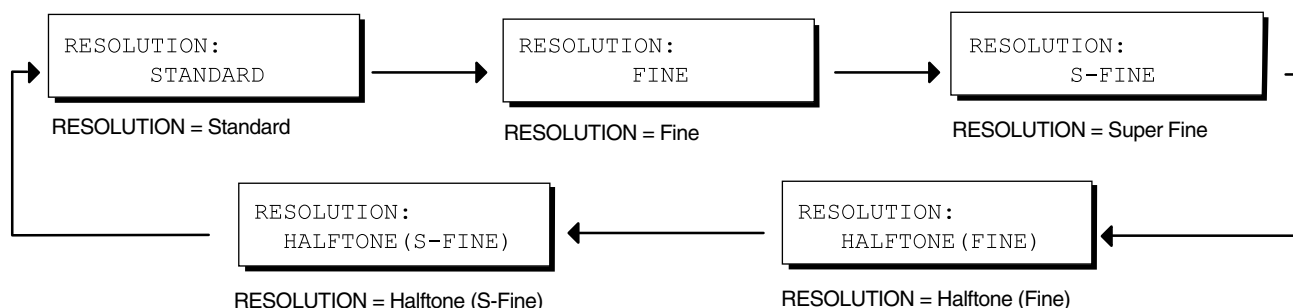 RESOLUTION:
STANDARD
RESOLUTION = Standard
RESOLUTION:
FINE
RESOLUTION = Fine
RESOLUTION:
S-FINE
RESOLUTION = Super Fine
RESOLUTION:
HALFTONE(FINE)
RESOLUTION = Halftone (Fine)
RESOLUTION:
HALFTONE(S-FINE)
RESOLUTION = Halftone (S-Fine)